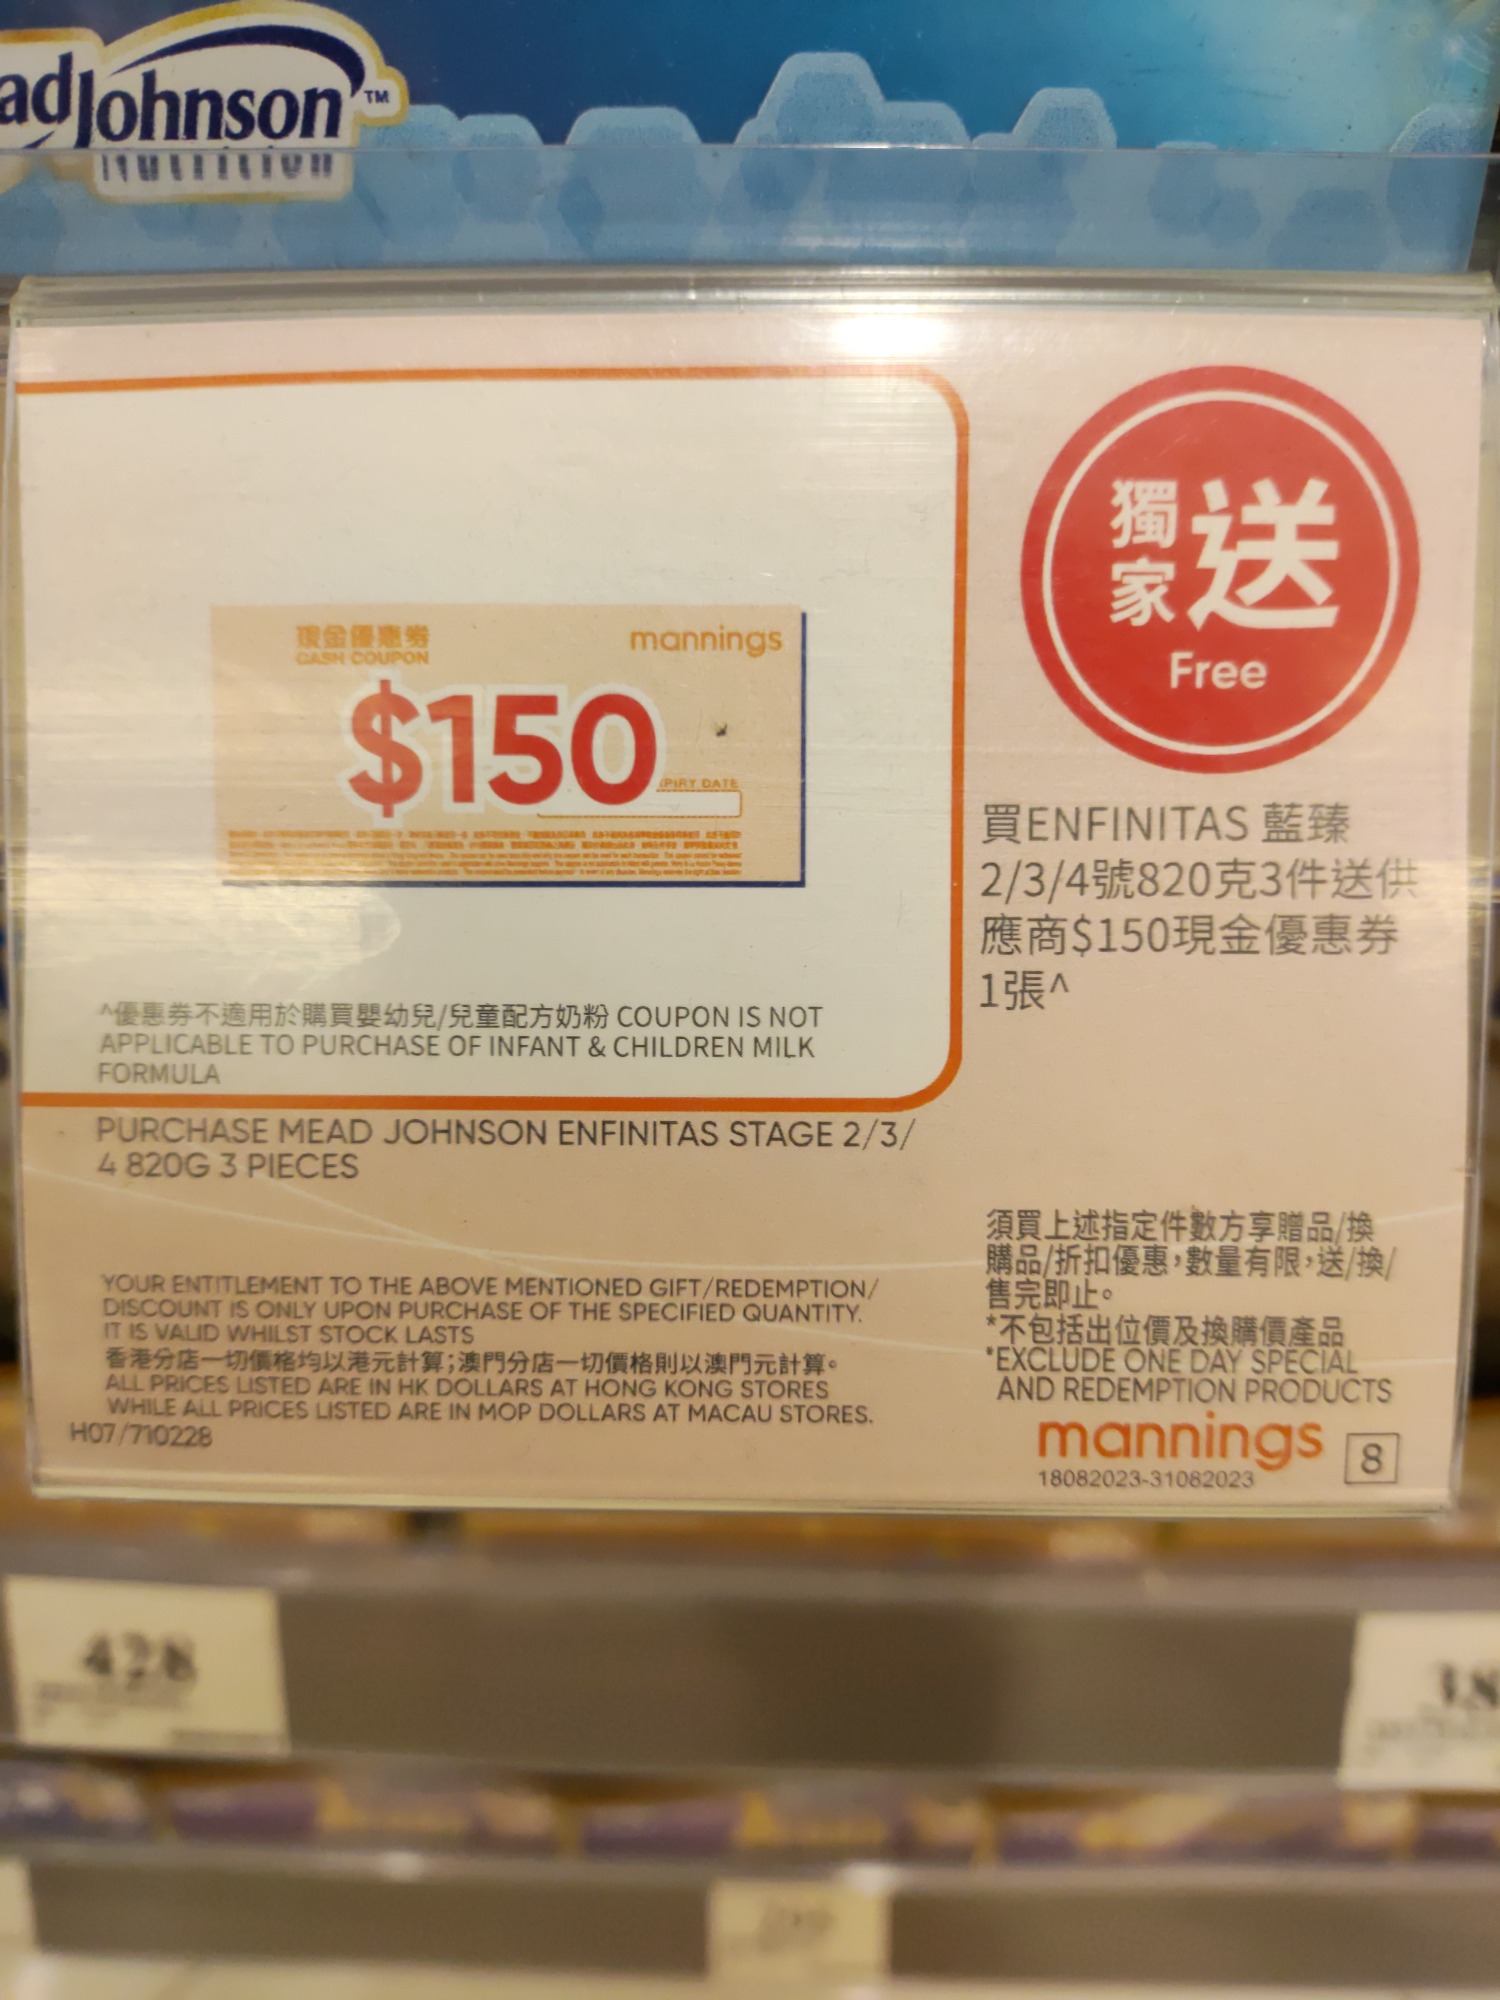 adJohnson™
Nutrition
獨家送
Free
現金優惠券
CASH COUPON
mannings
$150
PIRY DATE
買ENFINITAS 藍臻
2/3/4號820克3件送供
應商$150現金優惠券
1張^
^優惠券不適用於購買嬰幼兒/兒童配方奶粉 COUPON IS NOT
APPLICABLE TO PURCHASE OF INFANT & CHILDREN MILK
FORMULA
PURCHASE MEAD JOHNSON ENFINITAS STAGE 2/3/
4 820G 3 PIECES
YOUR ENTITLEMENT TO THE ABOVE MENTIONED GIFT/REDEMPTION/
DISCOUNT IS ONLY UPON PURCHASE OF THE SPECIFIED QUANTITY.
IT IS VALID WHILST STOCK LASTS
香港分店一切價格均以港元計算;澳門分店一切價格則以澳門元計算。
ALL PRICES LISTED ARE IN HK DOLLARS AT HONG KONG STORES
WHILE ALL PRICES LISTED ARE IN MOP DOLLARS AT MACAU STORES.
H07/710228
須買上述指定件數方享贈品/換
購品/折扣優惠,數量有限,送/換/
售完即止。
*不包括出位價及換購價產品
*EXCLUDE ONE DAY SPECIAL
AND REDEMPTION PRODUCTS
mannings
18082023-31082023
8
428